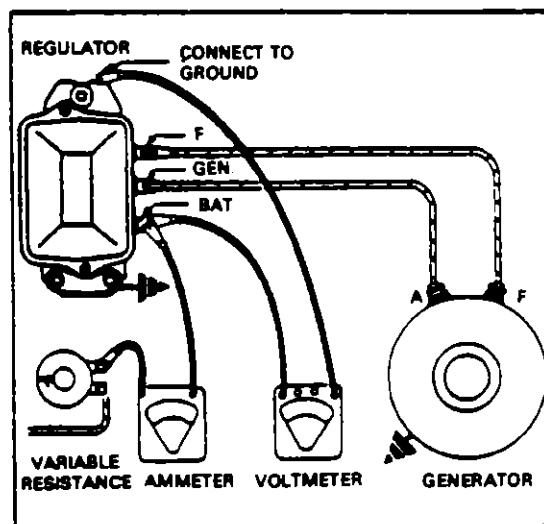 REGULATOR
CONNECT TO
GROUND
F
GEN
BAT
A
F
VARIABLE
RESISTANCE
AMMETER
VOLTMETER
GENERATOR